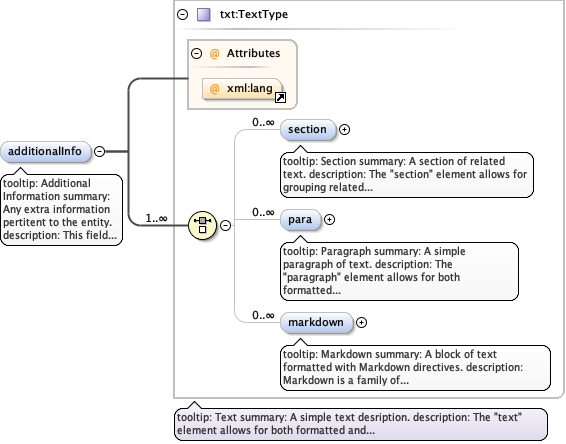 txt:TextType
@ Attributes
@ xml:lang
0..∞
section
tooltip: Section summary: A section of related
text. description: The "section" element allows for
grouping related...
additionalInfo
tooltip: Additional
Information summary:
Any extra information
pertitent to the entity.
description: This field...
1..∞
0..∞
para
tooltip: Paragraph summary: A simple
paragraph of text. description: The
"paragraph" element allows for both
formatted...
0..∞
markdown
tooltip: Markdown summary: A block of text
formatted with Markdown directives. description:
Markdown is a family of...
tooltip: Text summary: A simple text desription. description: The "text"
element allows for both formatted and...